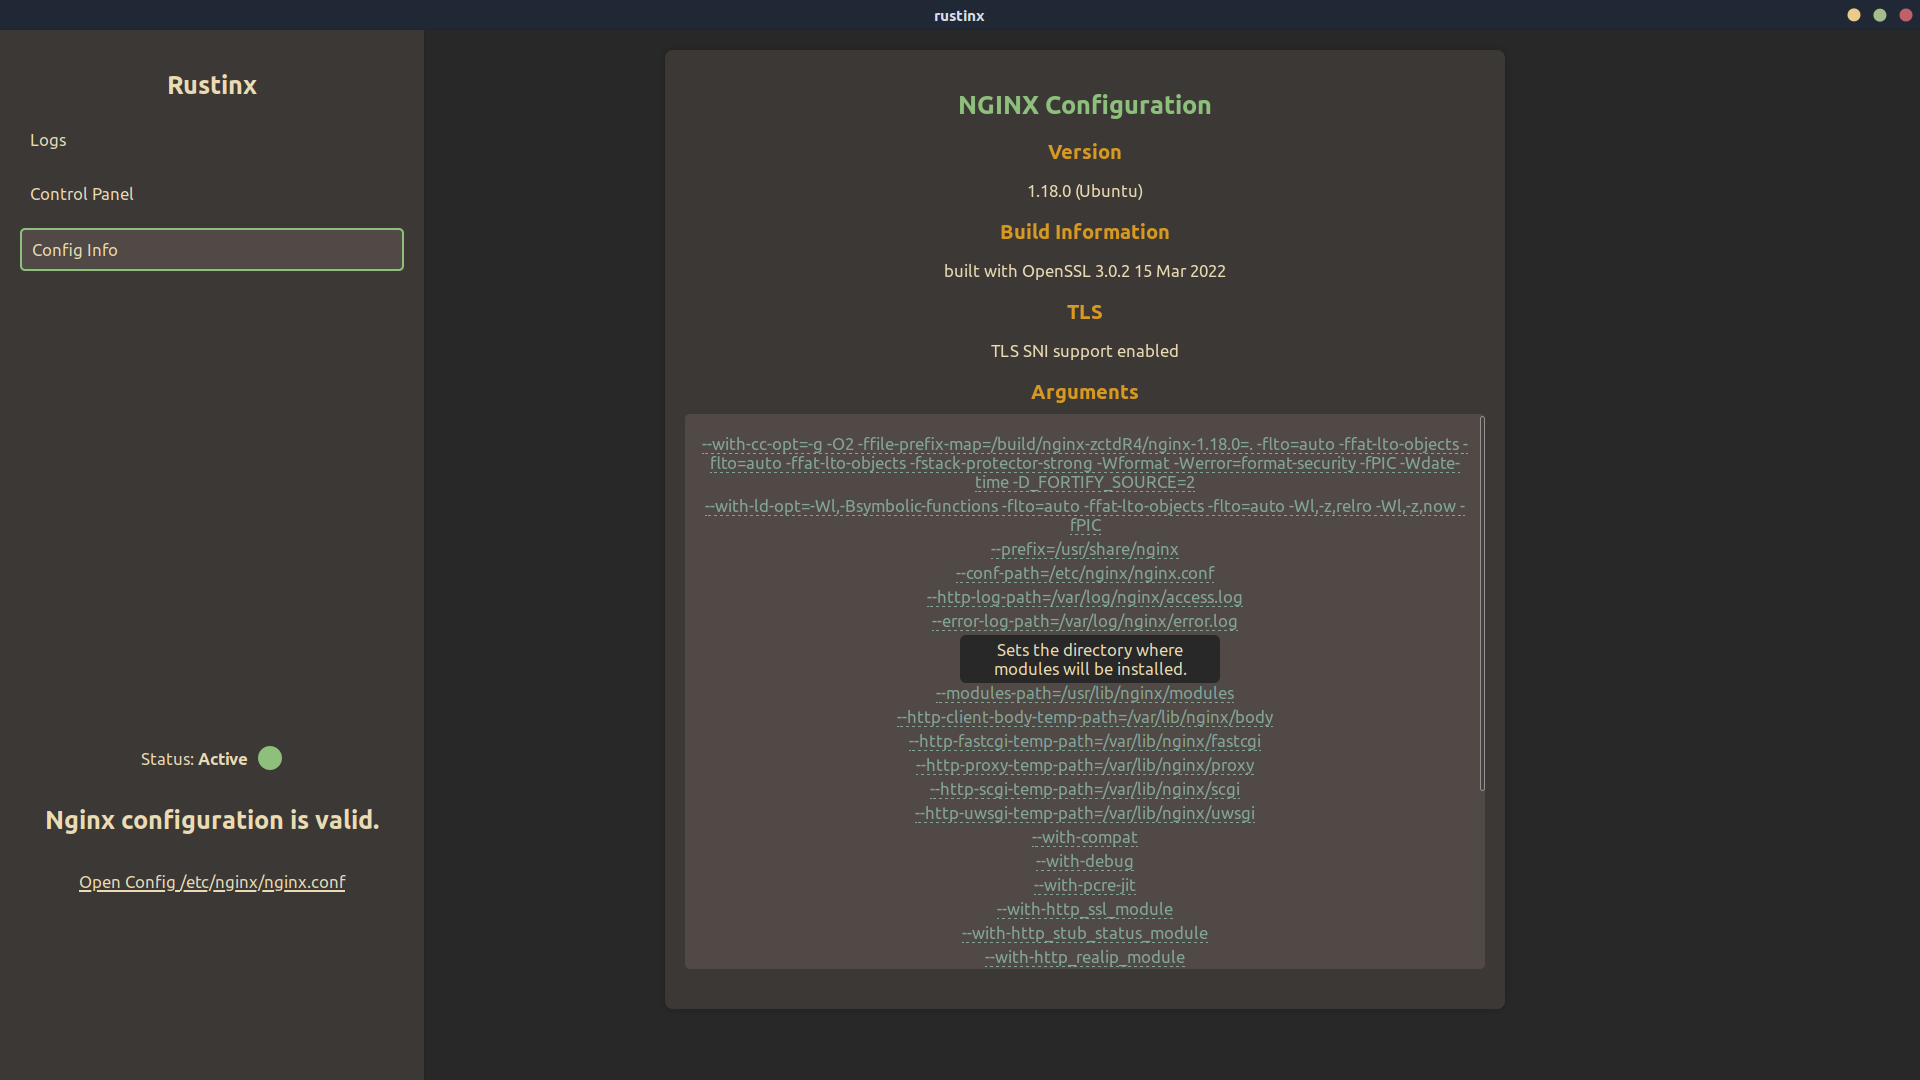 rustinx
Rustinx
Logs
Control Panel
Config Info
Status: Active
Nginx configuration is valid.
Open Config /etc/nginx/nginx.conf
NGINX Configuration
Version
1.18.0 (Ubuntu)
Build Information
built with OpenSSL 3.0.2 15 Mar 2022
TLS
TLS SNI support enabled
Arguments
--with-cc-opt=-g -O2 -ffile-prefix-map=/build/nginx-zctdR4/nginx-1.18.0=. -flto=auto -ffat-lto-objects -
flto=auto -ffat-lto-objects -fstack-protector-strong -Wformat -Werror=format-security -fPIC -Wdate-
time -D_FORTIFY_SOURCE=2
--with-ld-opt=-Wl,-Bsymbolic-functions -flto=auto -ffat-lto-objects -flto=auto -Wl,-z,relro -Wl,-z,now -
fPIC
--prefix=/usr/share/nginx
--conf-path=/etc/nginx/nginx.conf
--http-log-path=/var/log/nginx/access.log
--error-log-path=/var/log/nginx/error.log
Sets the directory where
modules will be installed.
--modules-path=/usr/lib/nginx/modules
--http-client-body-temp-path=/var/lib/nginx/body
--http-fastcgi-temp-path=/var/lib/nginx/fastcgi
--http-proxy-temp-path=/var/lib/nginx/proxy
--http-scgi-temp-path=/var/lib/nginx/scgi
--http-uwsgi-temp-path=/var/lib/nginx/uwsgi
--with-compat
--with-debug
--with-pcre-jit
--with-http_ssl_module
--with-http_stub_status_module
--with-http_realip_module